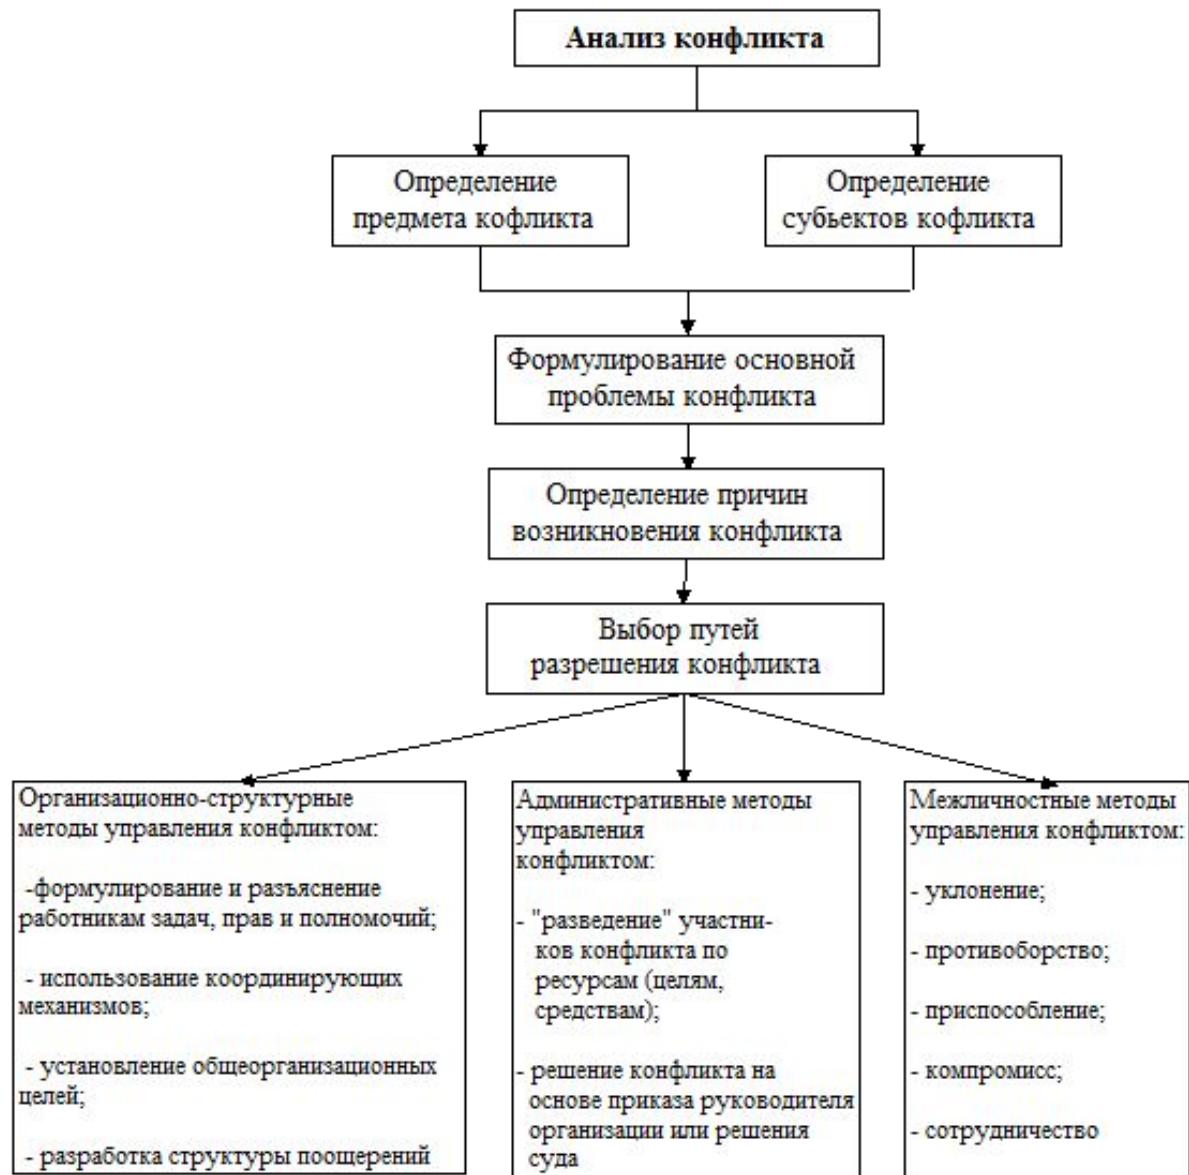 Анализ конфликта
Определение
предмета кофликта
Определение
субьектов кофликта
Формулирование основной
проблемы конфликта
Определение причин
возникновения конфликта
Выбор путей
разрешения конфликта
Организационно-структурные
методы управления конфликтом:
-формулирование и разъяснение
работникам задач, прав и полномочий;
- использование координирующих
механизмов;
- установление общеорганизационных
целей;
- разработка структуры поощерений
Административные методы
управления
конфликтом:
- "разведение" участни-
ков конфликта по
ресурсам (целям,
средствам);
- решение конфликта на
основе приказа руководителя
организации или решения
суда
Межличностные методы
управления конфликтом:
- уклонение;
- противоборство;
- приспособление;
- компромисс;
- сотрудничество